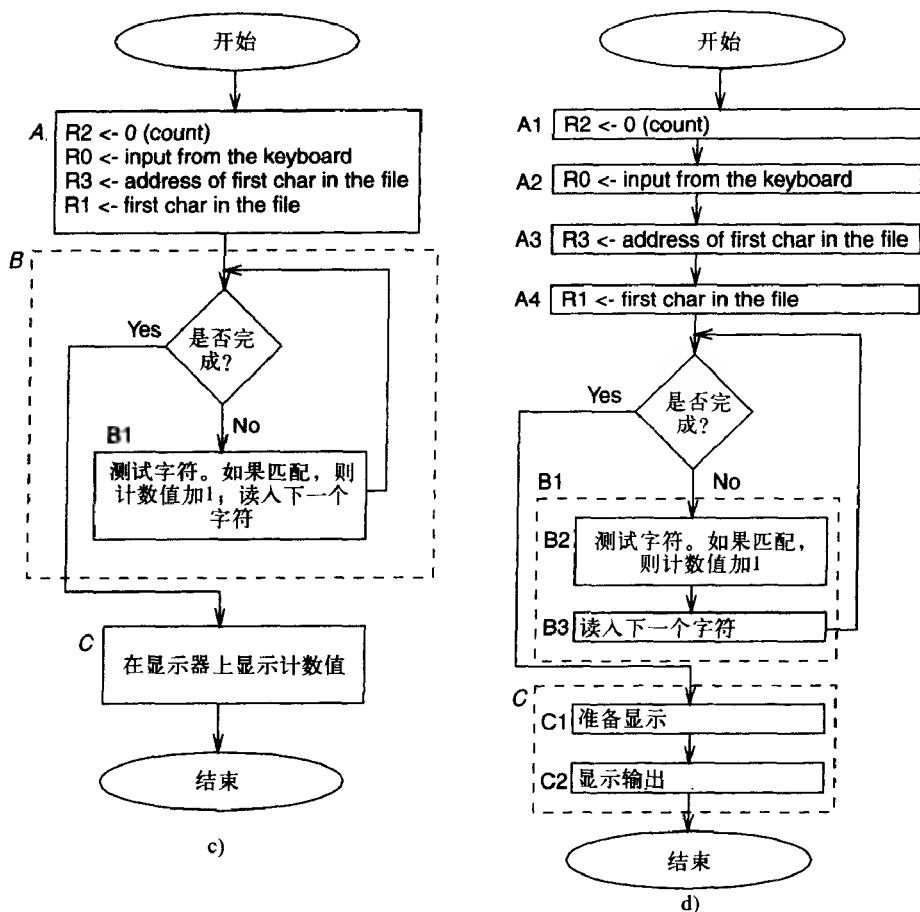 开始
A.
R2 <- 0 (count)
R0 <- input from the keyboard
R3 <- address of first char in the file
R1 <- first char in the file
B
Yes
是否完
成?
No
B1
测试字符。如果匹配，则
计数值加1；读入下一个
字符
C
在显示器上显示计数值
结束
c)
开始
A1
R2 <- 0 (count)
A2
R0 <- input from the keyboard
A3
R3 <- address of first char in the file
A4
R1 <- first char in the file
Yes
是否完
成?
No
B1
B2
测试字符。如果匹配，
则计数值加1
B3
读入下一个字符
C
C1
准备显示
C2
显示输出
结束
d)